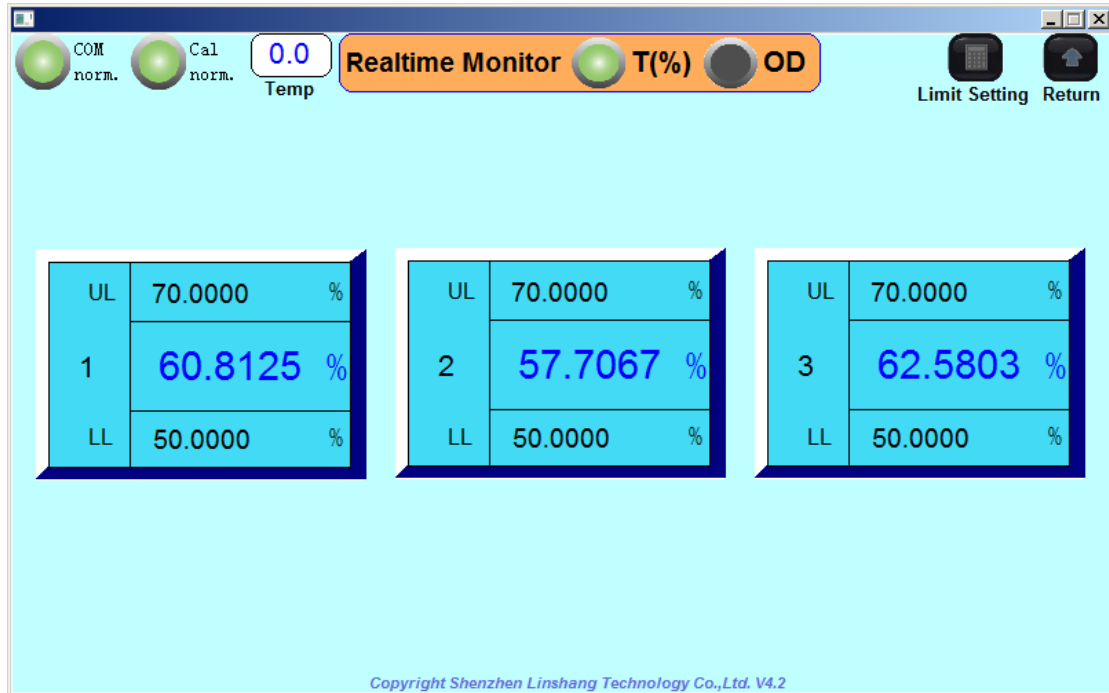 COM norm.
Cal norm.
0.0
Temp
Realtime Monitor T(%) OD
Limit Setting
Return
UL 70.0000 %
1 60.8125 %
LL 50.0000 %
UL 70.0000 %
2 57.7067 %
LL 50.0000 %
UL 70.0000 %
3 62.5803 %
LL 50.0000 %
Copyright Shenzhen Linshang Technology Co.,Ltd. V4.2